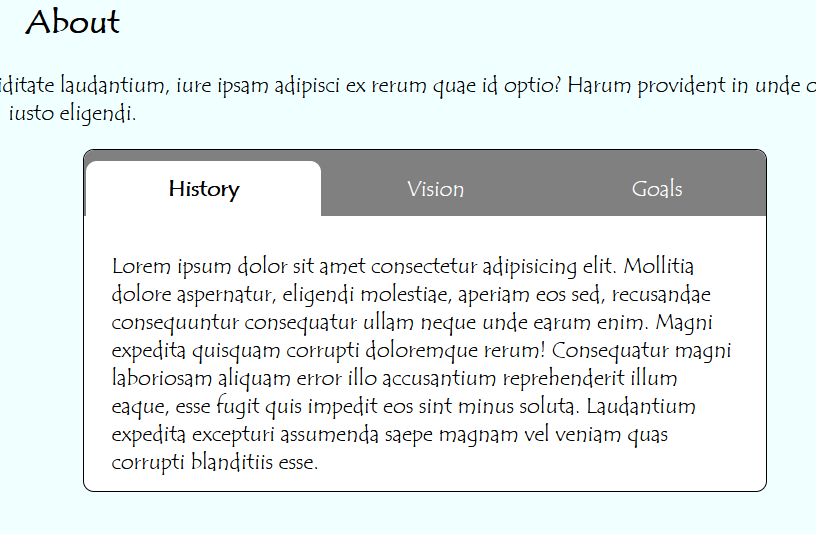 About
iditate laudantium, iure ipsam adipisci ex rerum quae id optio? Harum provident in unde
iusto eligendi.
History Vision Goals
Lorem ipsum dolor sit amet consectetur adipisicing elit. Mollitia
dolore aspernatur, eligendi molestiae, aperiam eos sed, recusandae
consequuntur consequatur ullam neque unde earum enim. Magni
expedita quisquam corrupti doloremque rerum! Consequatur magni
laboriosam aliquam error illo accusantium reprehenderit illum
eaque, esse fugit quis impedit eos sint minus soluta. Laudantium
expedita excepturi assumenda saepe magnam vel veniam quas
corrupti blanditiis esse.